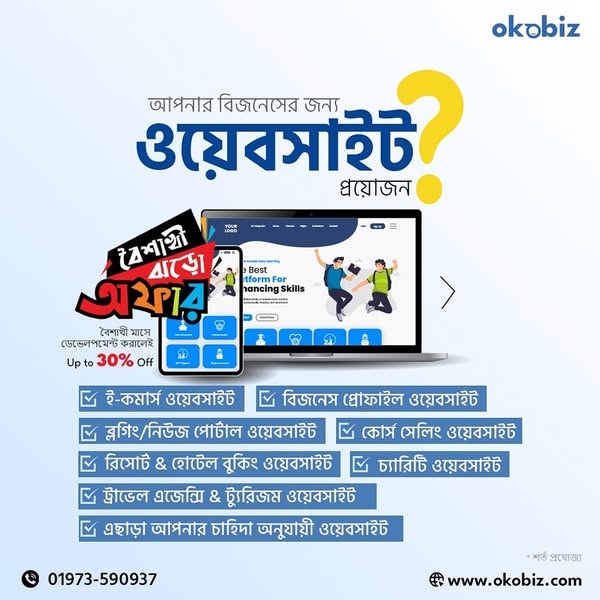 okobiz
আপনার বিজনেসের জন্য
ওয়েবসাইট?
প্রয়োজন
বৈশাখী
ঝড়ো
অফার
বৈশাখী মাসে
ডেভেলপমেন্ট করালেই
Up to 30% Off
YOUR
LOGO
Best
atform For
hancing Skills
☑ ই-কমার্স ওয়েবসাইট ☑ বিজনেস প্রোফাইল ওয়েবসাইট
☑ ব্লগিং/নিউজ পোর্টাল ওয়েবসাইট ☑ কোর্স সেলিং ওয়েবসাইট
☑ রিসোর্ট & হোটেল বুকিং ওয়েবসাইট ☑ চ্যারিটি ওয়েবসাইট
☑ ট্রাভেল এজেন্সি & ট্যুরিজম ওয়েবসাইট
☑ এছাড়া আপনার চাহিদা অনুযায়ী ওয়েবসাইট
* শর্ত প্রযোজ্য
01973-590937
www.okobiz.com